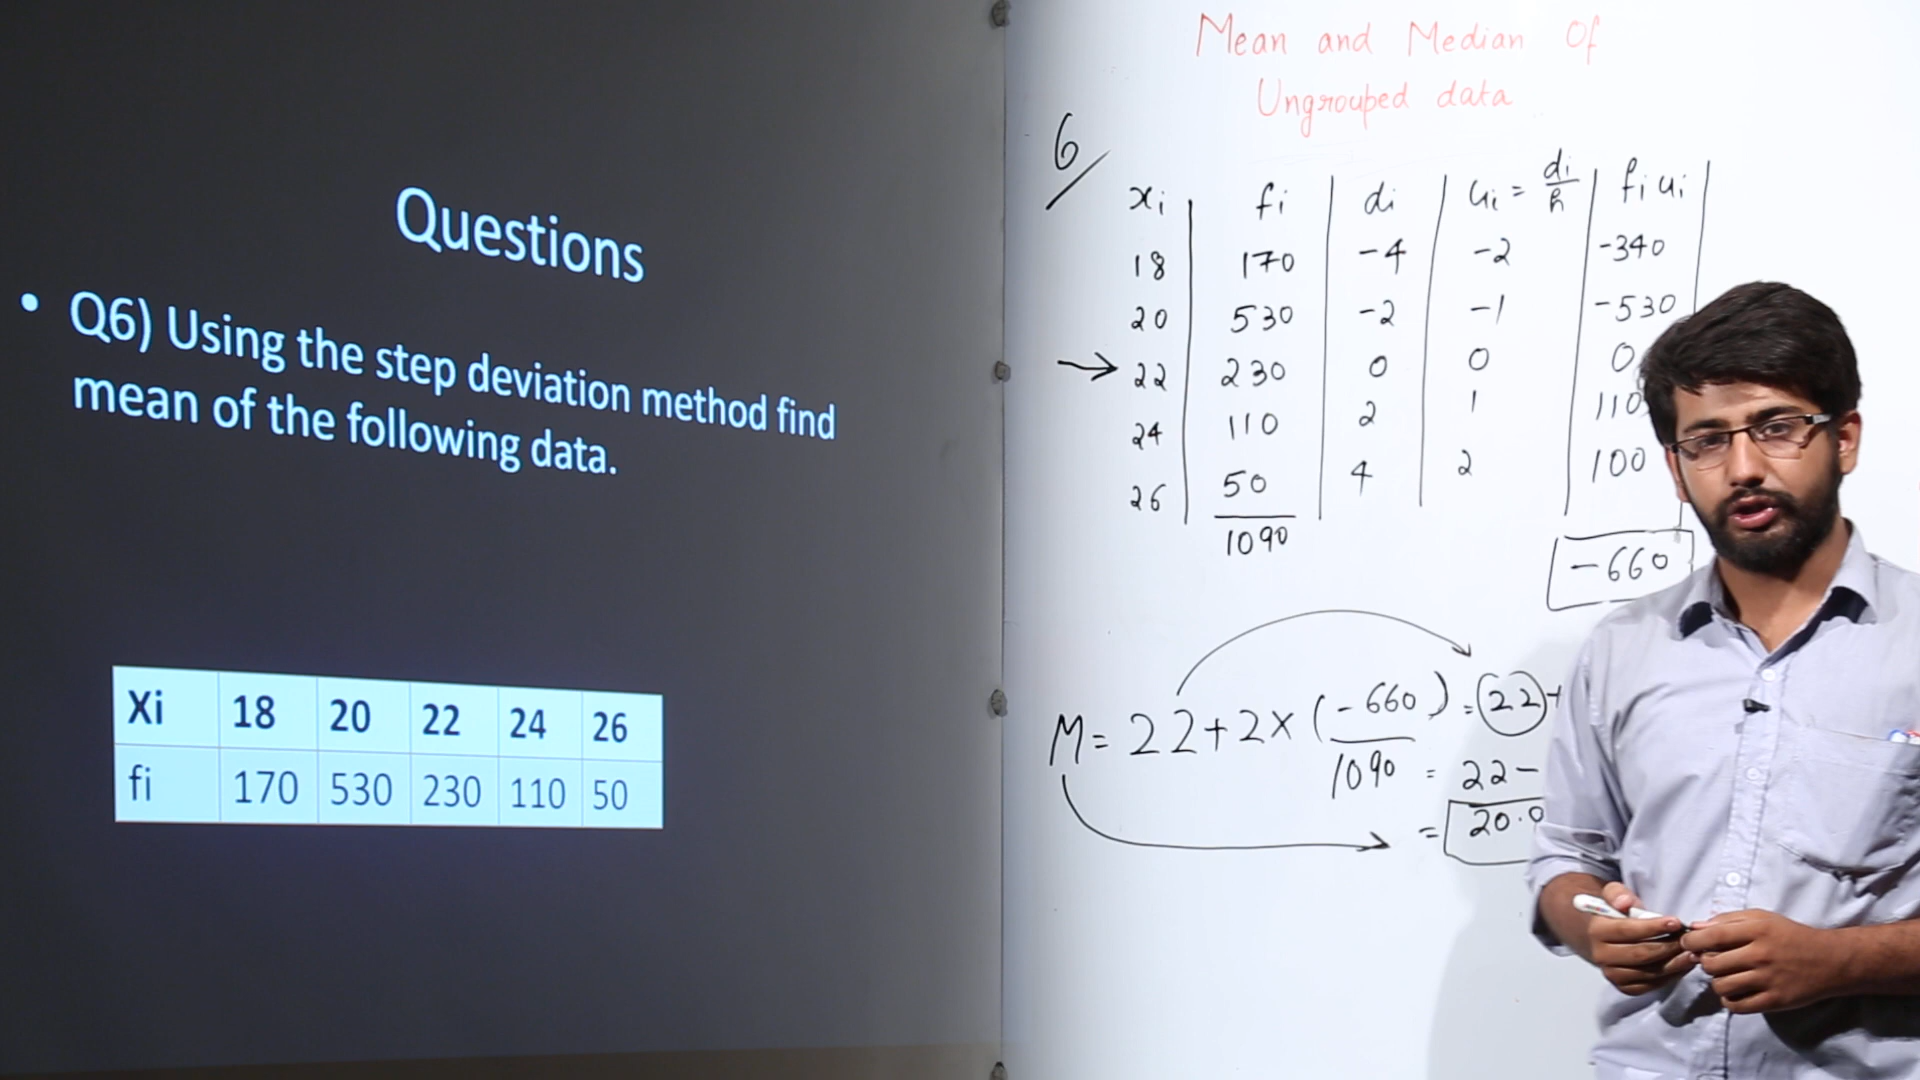 Questions
• Q6) Using the step deviation method find
mean of the following data.
Xi 18 20 22 24 26
fi 170 530 230 110 50
Mean and Median Of
Ungrouped data
6/
xi | fi | di | ui = di/h | fiui |
18 | 170 | -4 | -2 | -340
20 | 530 | -2 | -1 | -530
→ 22 | 230 | 0 | 0 | 0
24 | 110 | 2 | 1 | 110
26 | 50 | 4 | 2 | 100
1090
-660
M = 22 + 2 × (-660/1090) = 22 +
= 22 -
= 20.0